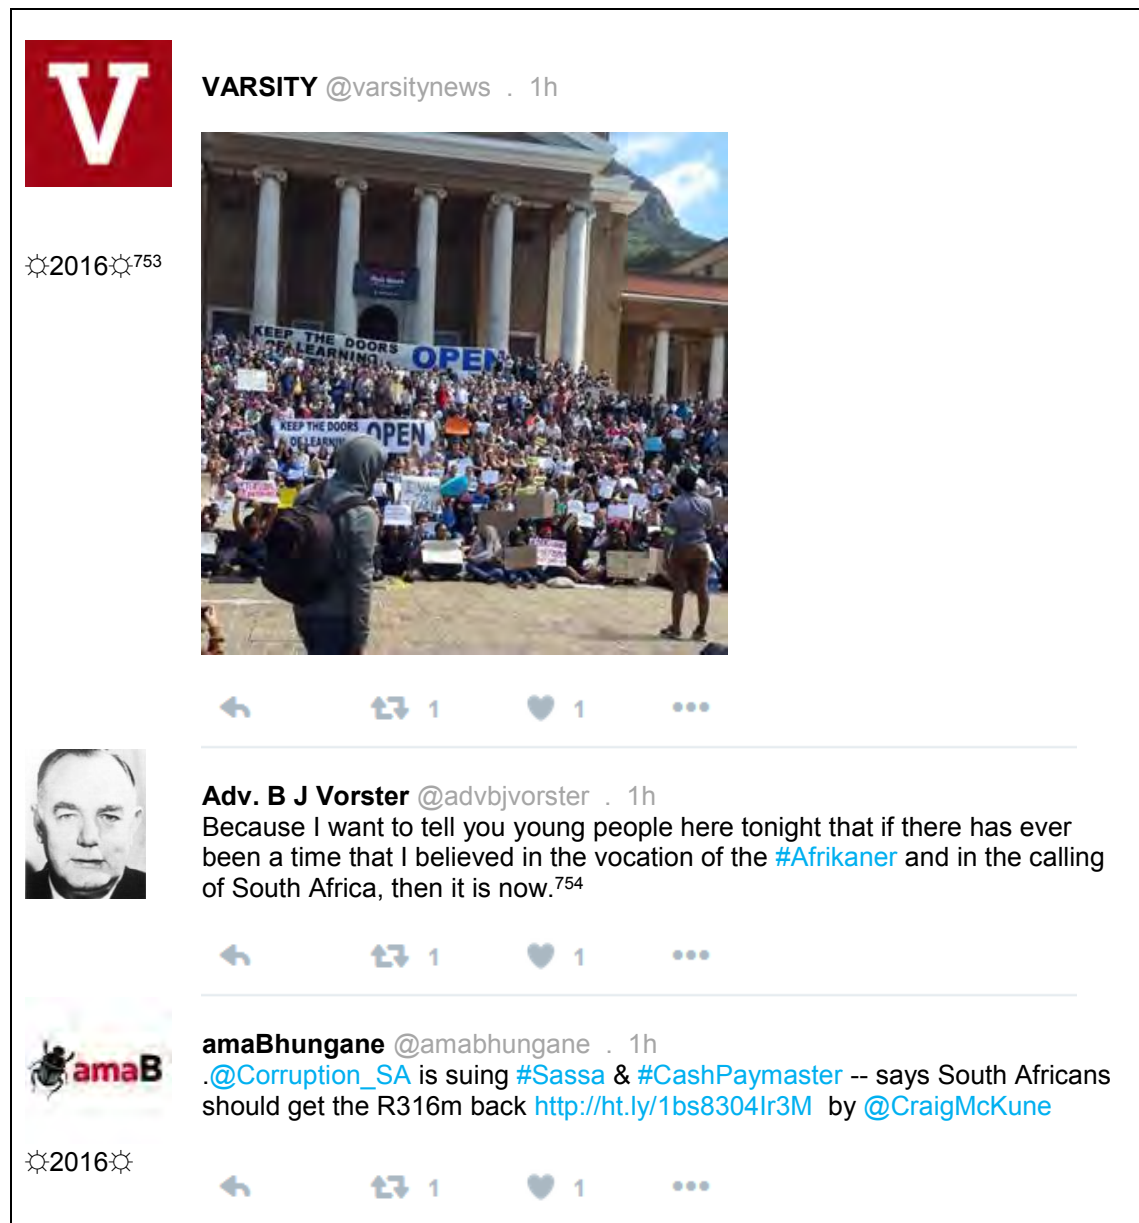 V
VARSITY @varsitynews . 1h
☼2016☼753
KEEP THE DOORS
OF LEARNING OPEN
KEEP THE DOORS
OF LEARNING OPEN
1 1
Adv. B J Vorster @advbjvorster . 1h
Because I want to tell you young people here tonight that if there has ever
been a time that I believed in the vocation of the #Afrikaner and in the calling
of South Africa, then it is now.754
1 1
amaB
amaBhungane @amabhungane . 1h
.@Corruption_SA is suing #Sassa & #CashPaymaster -- says South Africans
should get the R316m back http://ht.ly/1bs8304Ir3M by @CraigMcKune
☼2016☼
1 1